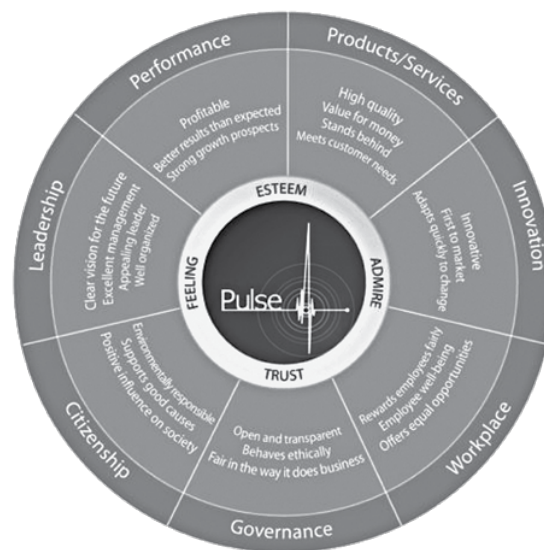 Performance
Profitable
Better results than expected
Strong growth prospects
Products/Services
High quality
Value for money
Stands behind
Meets customer needs
Innovation
Innovative
First to market
Adapts quickly to change
Workplace
Rewards employees fairly
Employee well-being
Offers equal opportunities
Governance
Open and transparent
Behaves ethically
Fair in the way it does business
Citizenship
Environmentally responsible
Supports good causes
Positive influence on society
Leadership
Clear vision for the future
Excellent management
Appealing leader
Well organized
ESTEEM
ADMIRE
TRUST
FEELING
Pulse